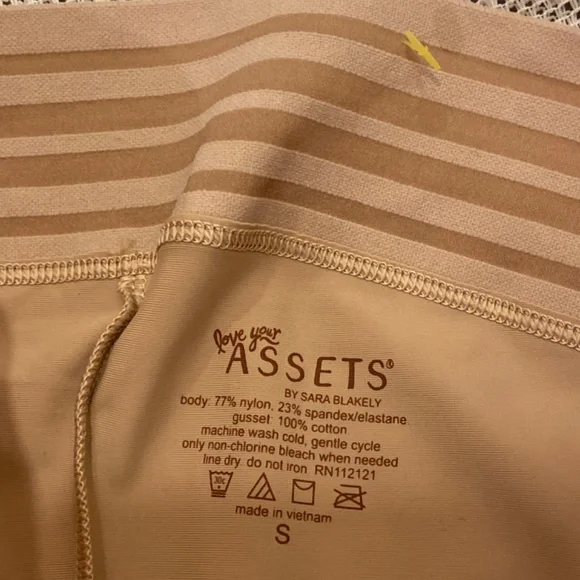 love your
ASSETS®
BY SARA BLAKELY
body: 77% nylon, 23% spandex/elastane
gusset: 100% cotton
machine wash cold, gentle cycle
only non-chlorine bleach when needed
line dry do not iron RN112121
30c
made in vietnam
S